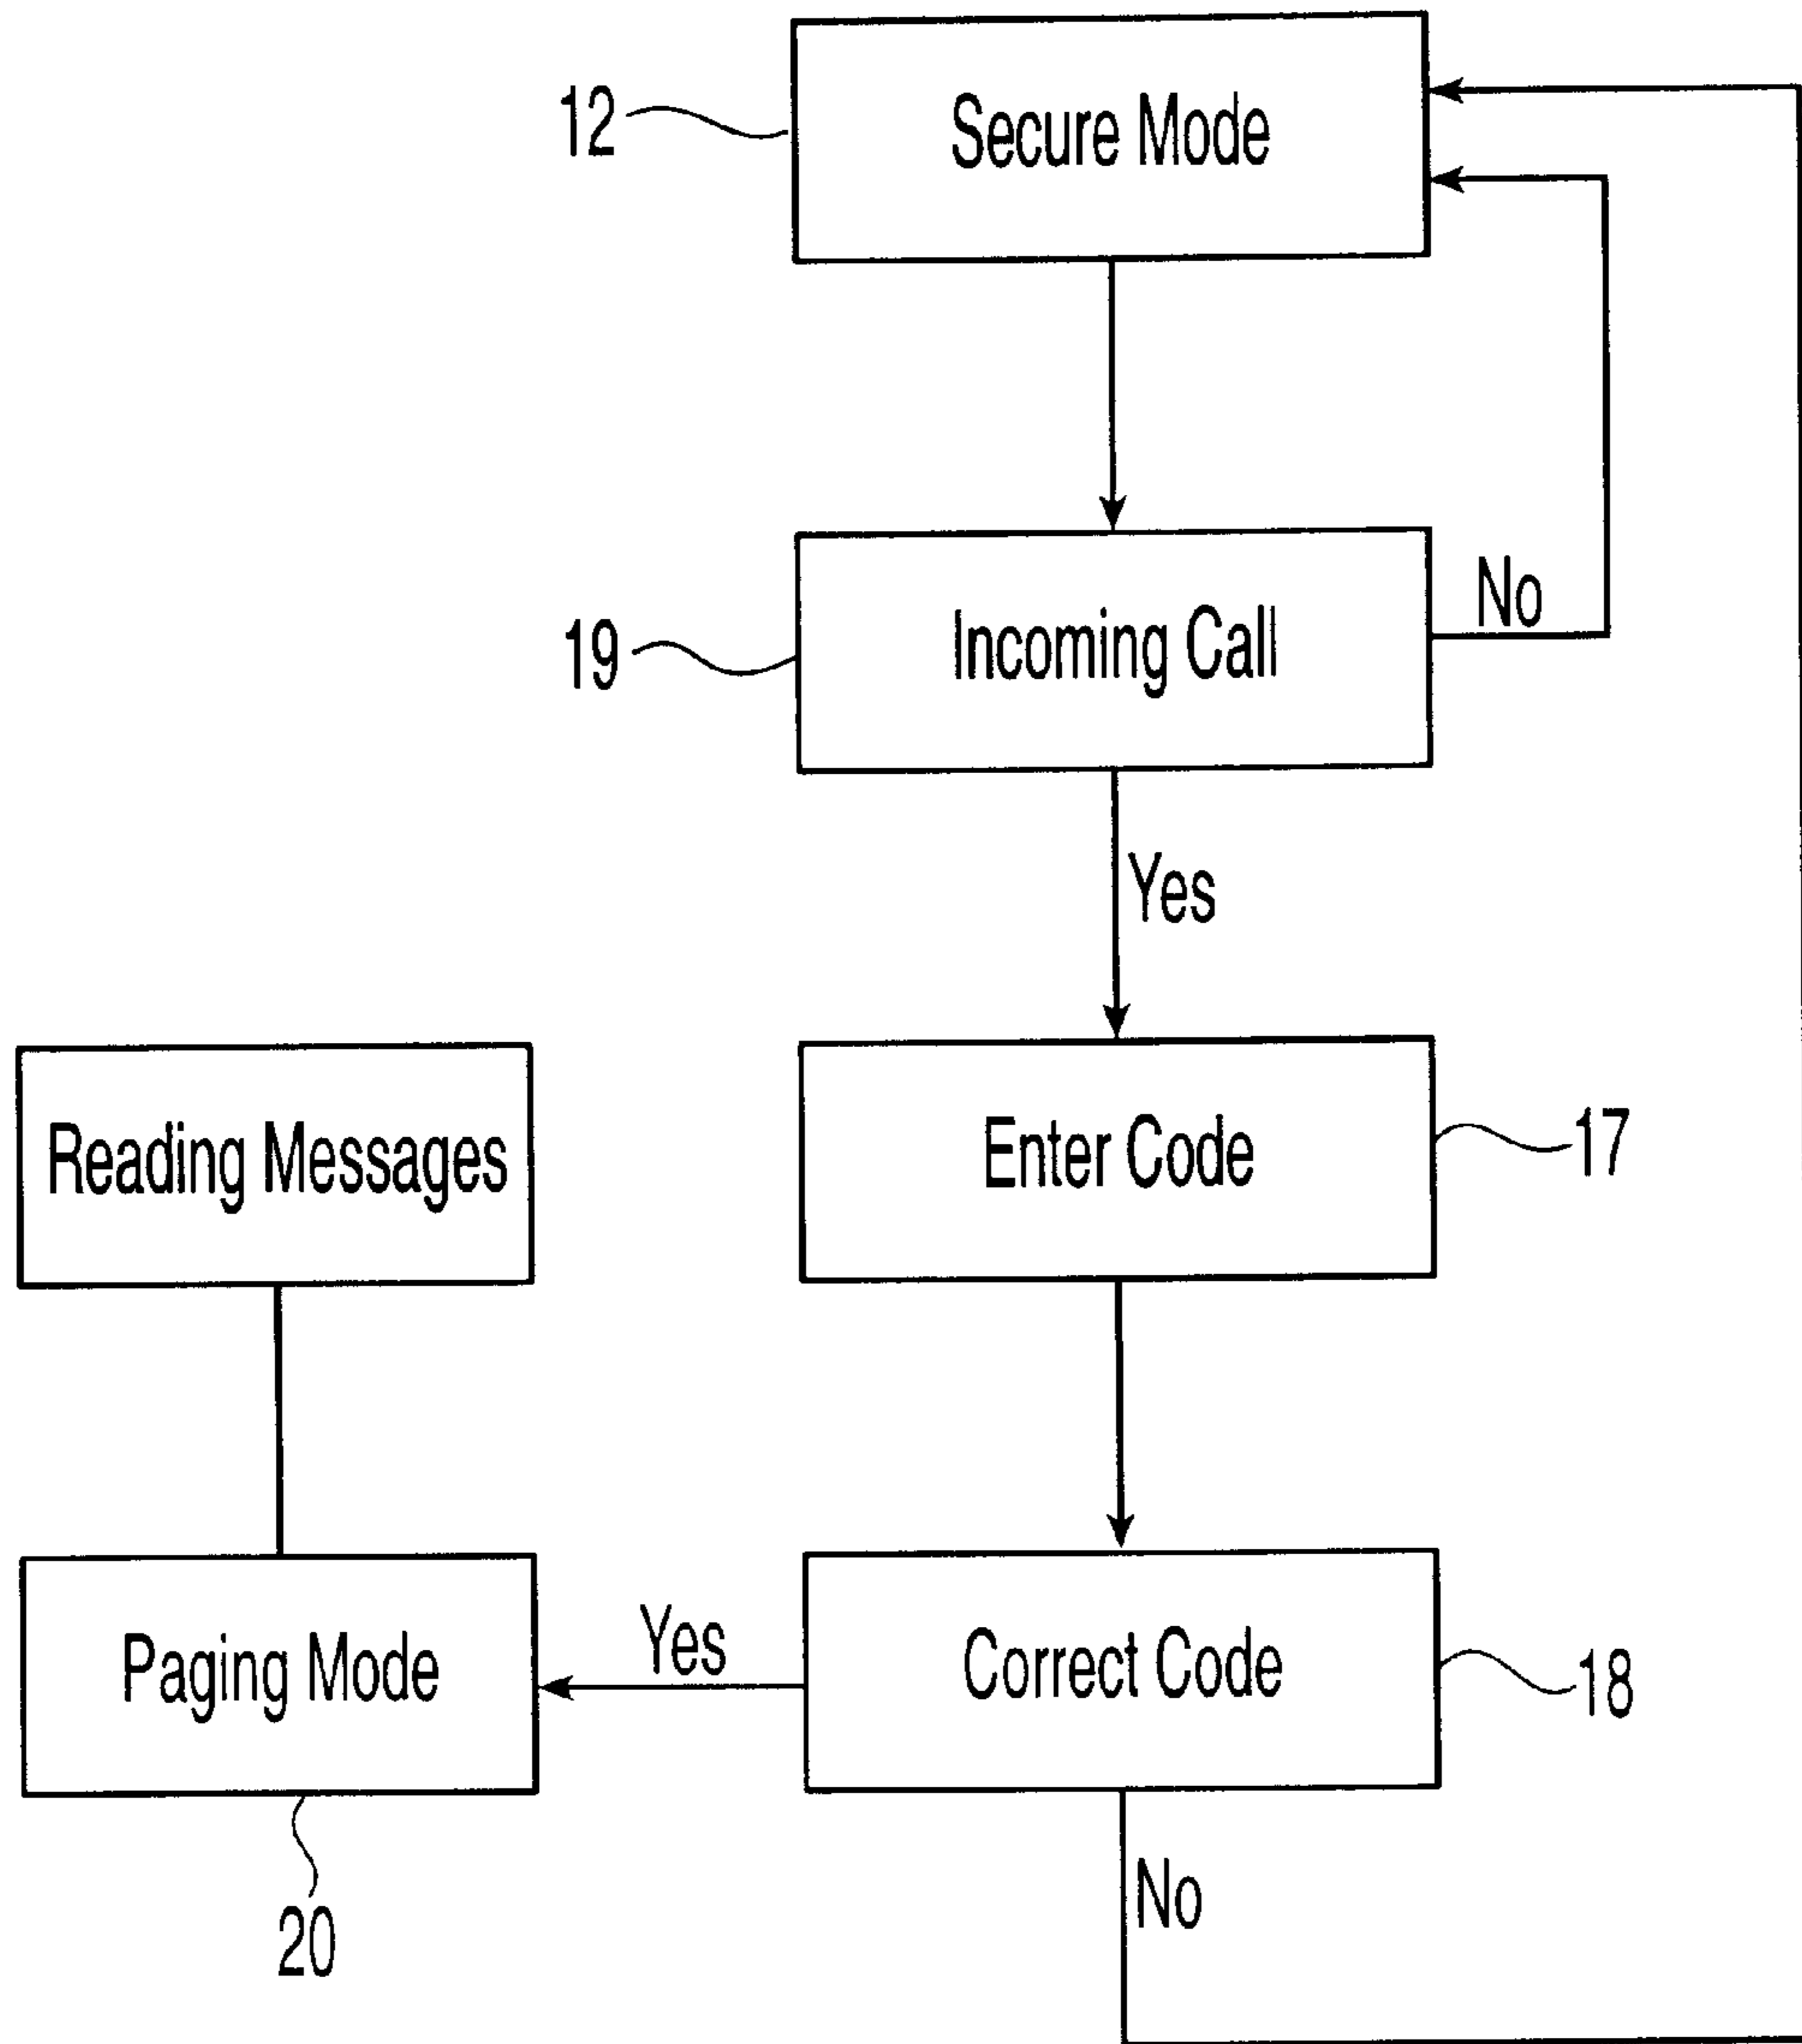 12
Secure Mode
19
Incoming Call
No
Yes
Reading Messages
Enter Code
17
Paging Mode
Yes
Correct Code
18
20
No